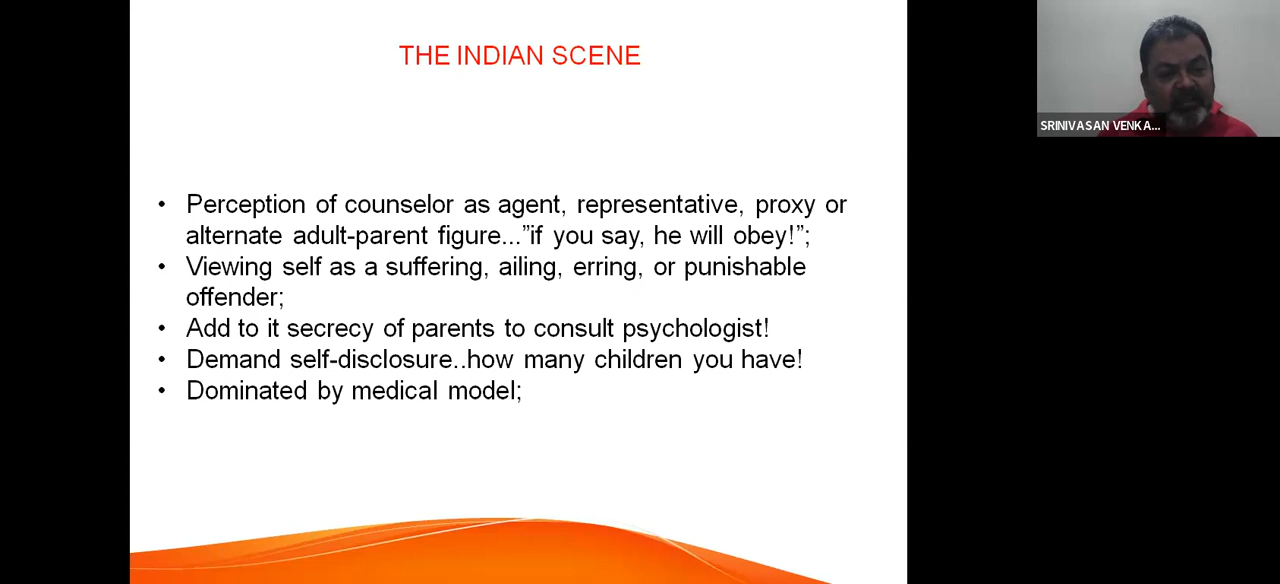 THE INDIAN SCENE
SRINIVASAN VENKA...
• Perception of counselor as agent, representative, proxy or
alternate adult-parent figure...”if you say, he will obey!”;
• Viewing self as a suffering, ailing, erring, or punishable
offender;
• Add to it secrecy of parents to consult psychologist!
• Demand self-disclosure..how many children you have!
• Dominated by medical model;